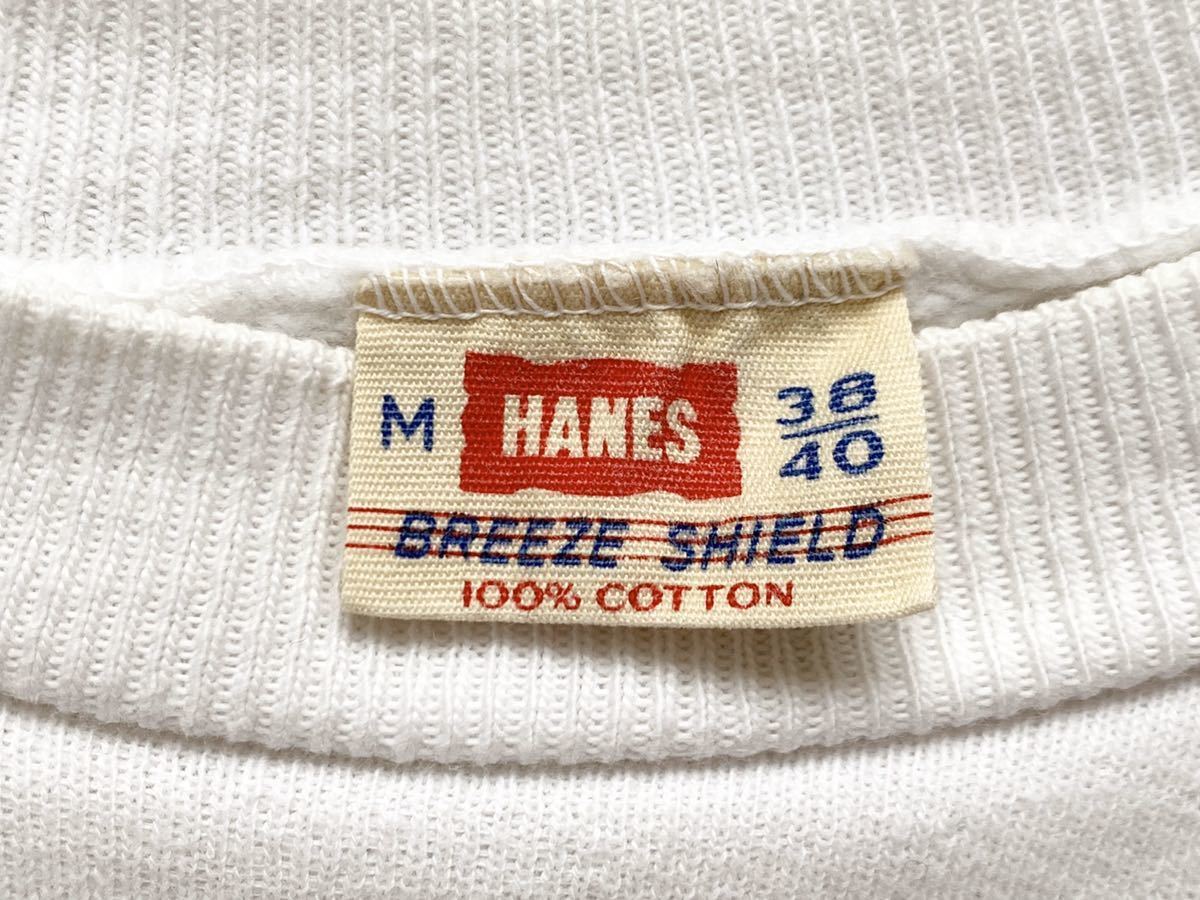 M HANES 38/40
BREEZE SHIELD
100% COTTON